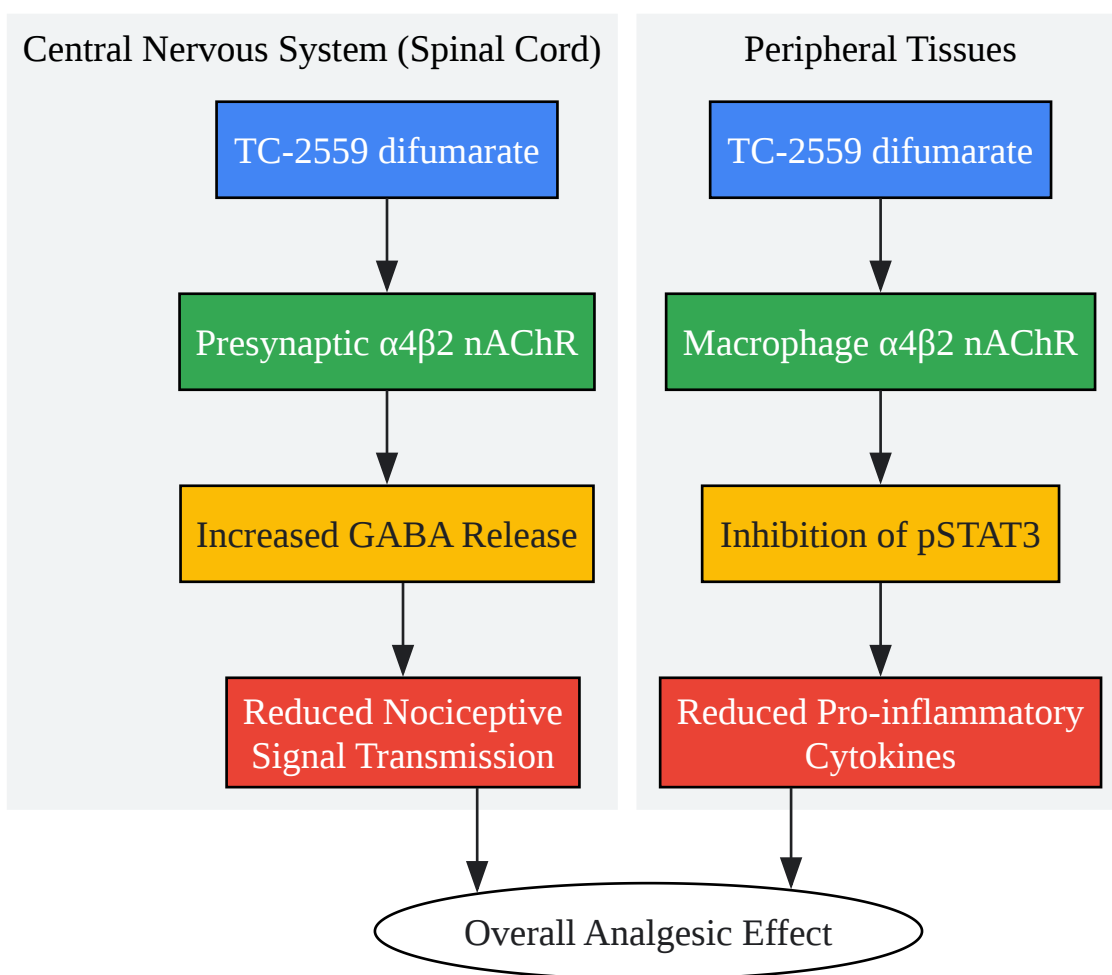 Central Nervous System (Spinal Cord)
TC-2559 difumarate
Presynaptic α4β2 nAChR
Increased GABA Release
Reduced Nociceptive
Signal Transmission
Peripheral Tissues
TC-2559 difumarate
Macrophage α4β2 nAChR
Inhibition of pSTAT3
Reduced Pro-inflammatory
Cytokines
Overall Analgesic Effect